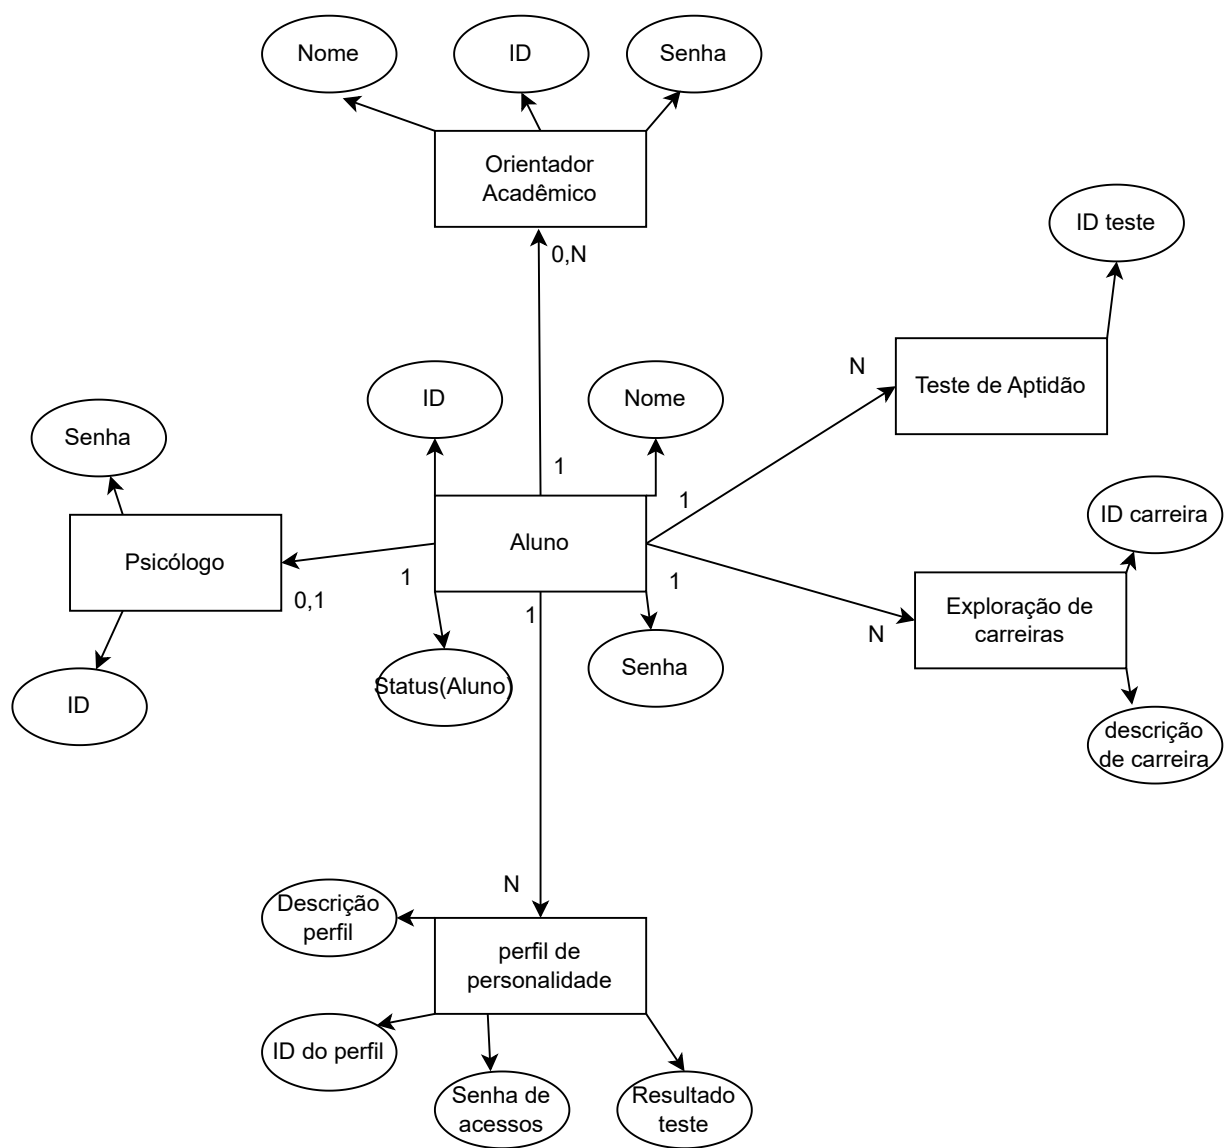 Nome
ID
Senha
Orientador
Acadêmico
0,N
ID teste
N
Teste de Aptidão
ID
Nome
Senha
1
1
ID carreira
Psicólogo
Aluno
0,1
1
1
1
Exploração de
carreiras
N
Senha
Status(Aluno)
ID
descrição
de carreira
N
Descrição
perfil
perfil de
personalidade
ID do perfil
Senha de
acessos
Resultado
teste